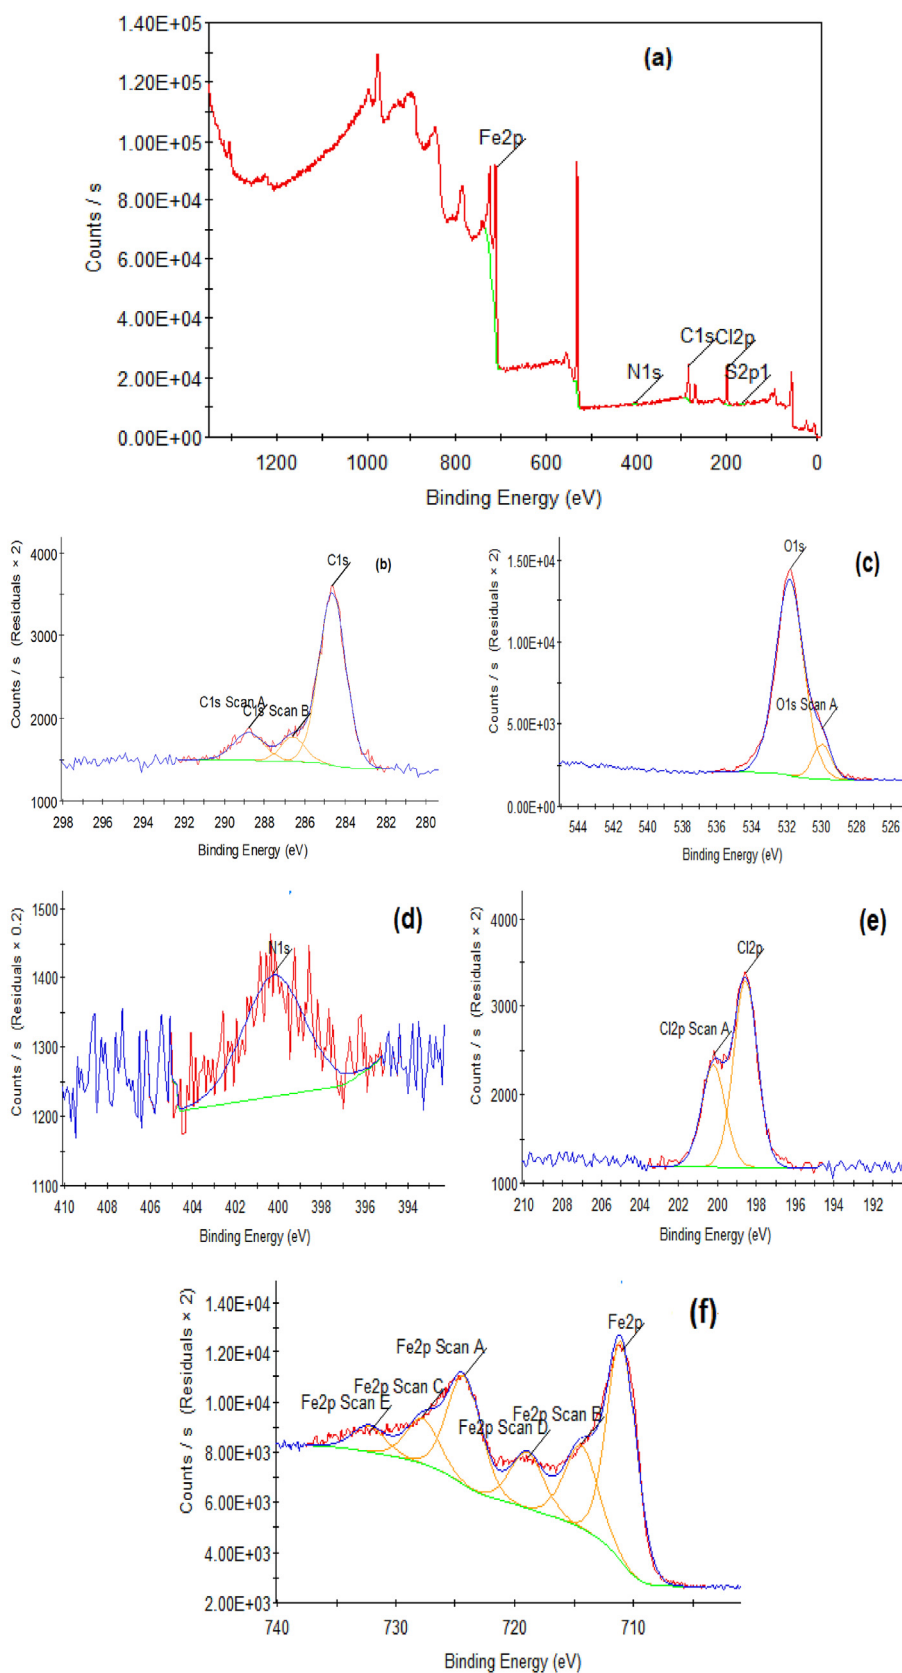 (a)
1.40E+05
1.20E+05
1.00E+05
8.00E+04
6.00E+04
4.00E+04
2.00E+04
0.00E+00
Counts / s
Fe2p
N1s
C1s
Cl2p
S2p1
1200 1000 800 600 400 200 0
Binding Energy (eV)
(b)
4000
3000
2000
1000
Counts / s (Residuals × 2)
C1s
C1s Scan A
C1s Scan B
298 296 294 292 290 288 286 284 282 280
Binding Energy (eV)
(c)
1.50E+04
1.00E+04
5.00E+03
0.00E+00
Counts / s (Residuals × 2)
O1s
O1s Scan A
544 542 540 538 536 534 532 530 528 526
Binding Energy (eV)
(d)
1500
1400
1300
1200
1100
Counts / s (Residuals × 0.2)
N1s
410 408 406 404 402 400 398 396 394
Binding Energy (eV)
(e)
4000
3000
2000
1000
Counts / s (Residuals × 2)
Cl2p
Cl2p Scan A
210 208 206 204 202 200 198 196 194 192
Binding Energy (eV)
(f)
1.40E+04
1.20E+04
1.00E+04
8.00E+03
6.00E+03
4.00E+03
2.00E+03
Counts / s (Residuals × 2)
Fe2p
Fe2p Scan A
Fe2p Scan C
Fe2p Scan E
Fe2p Scan B
Fe2p Scan D
740 730 720 710
Binding Energy (eV)